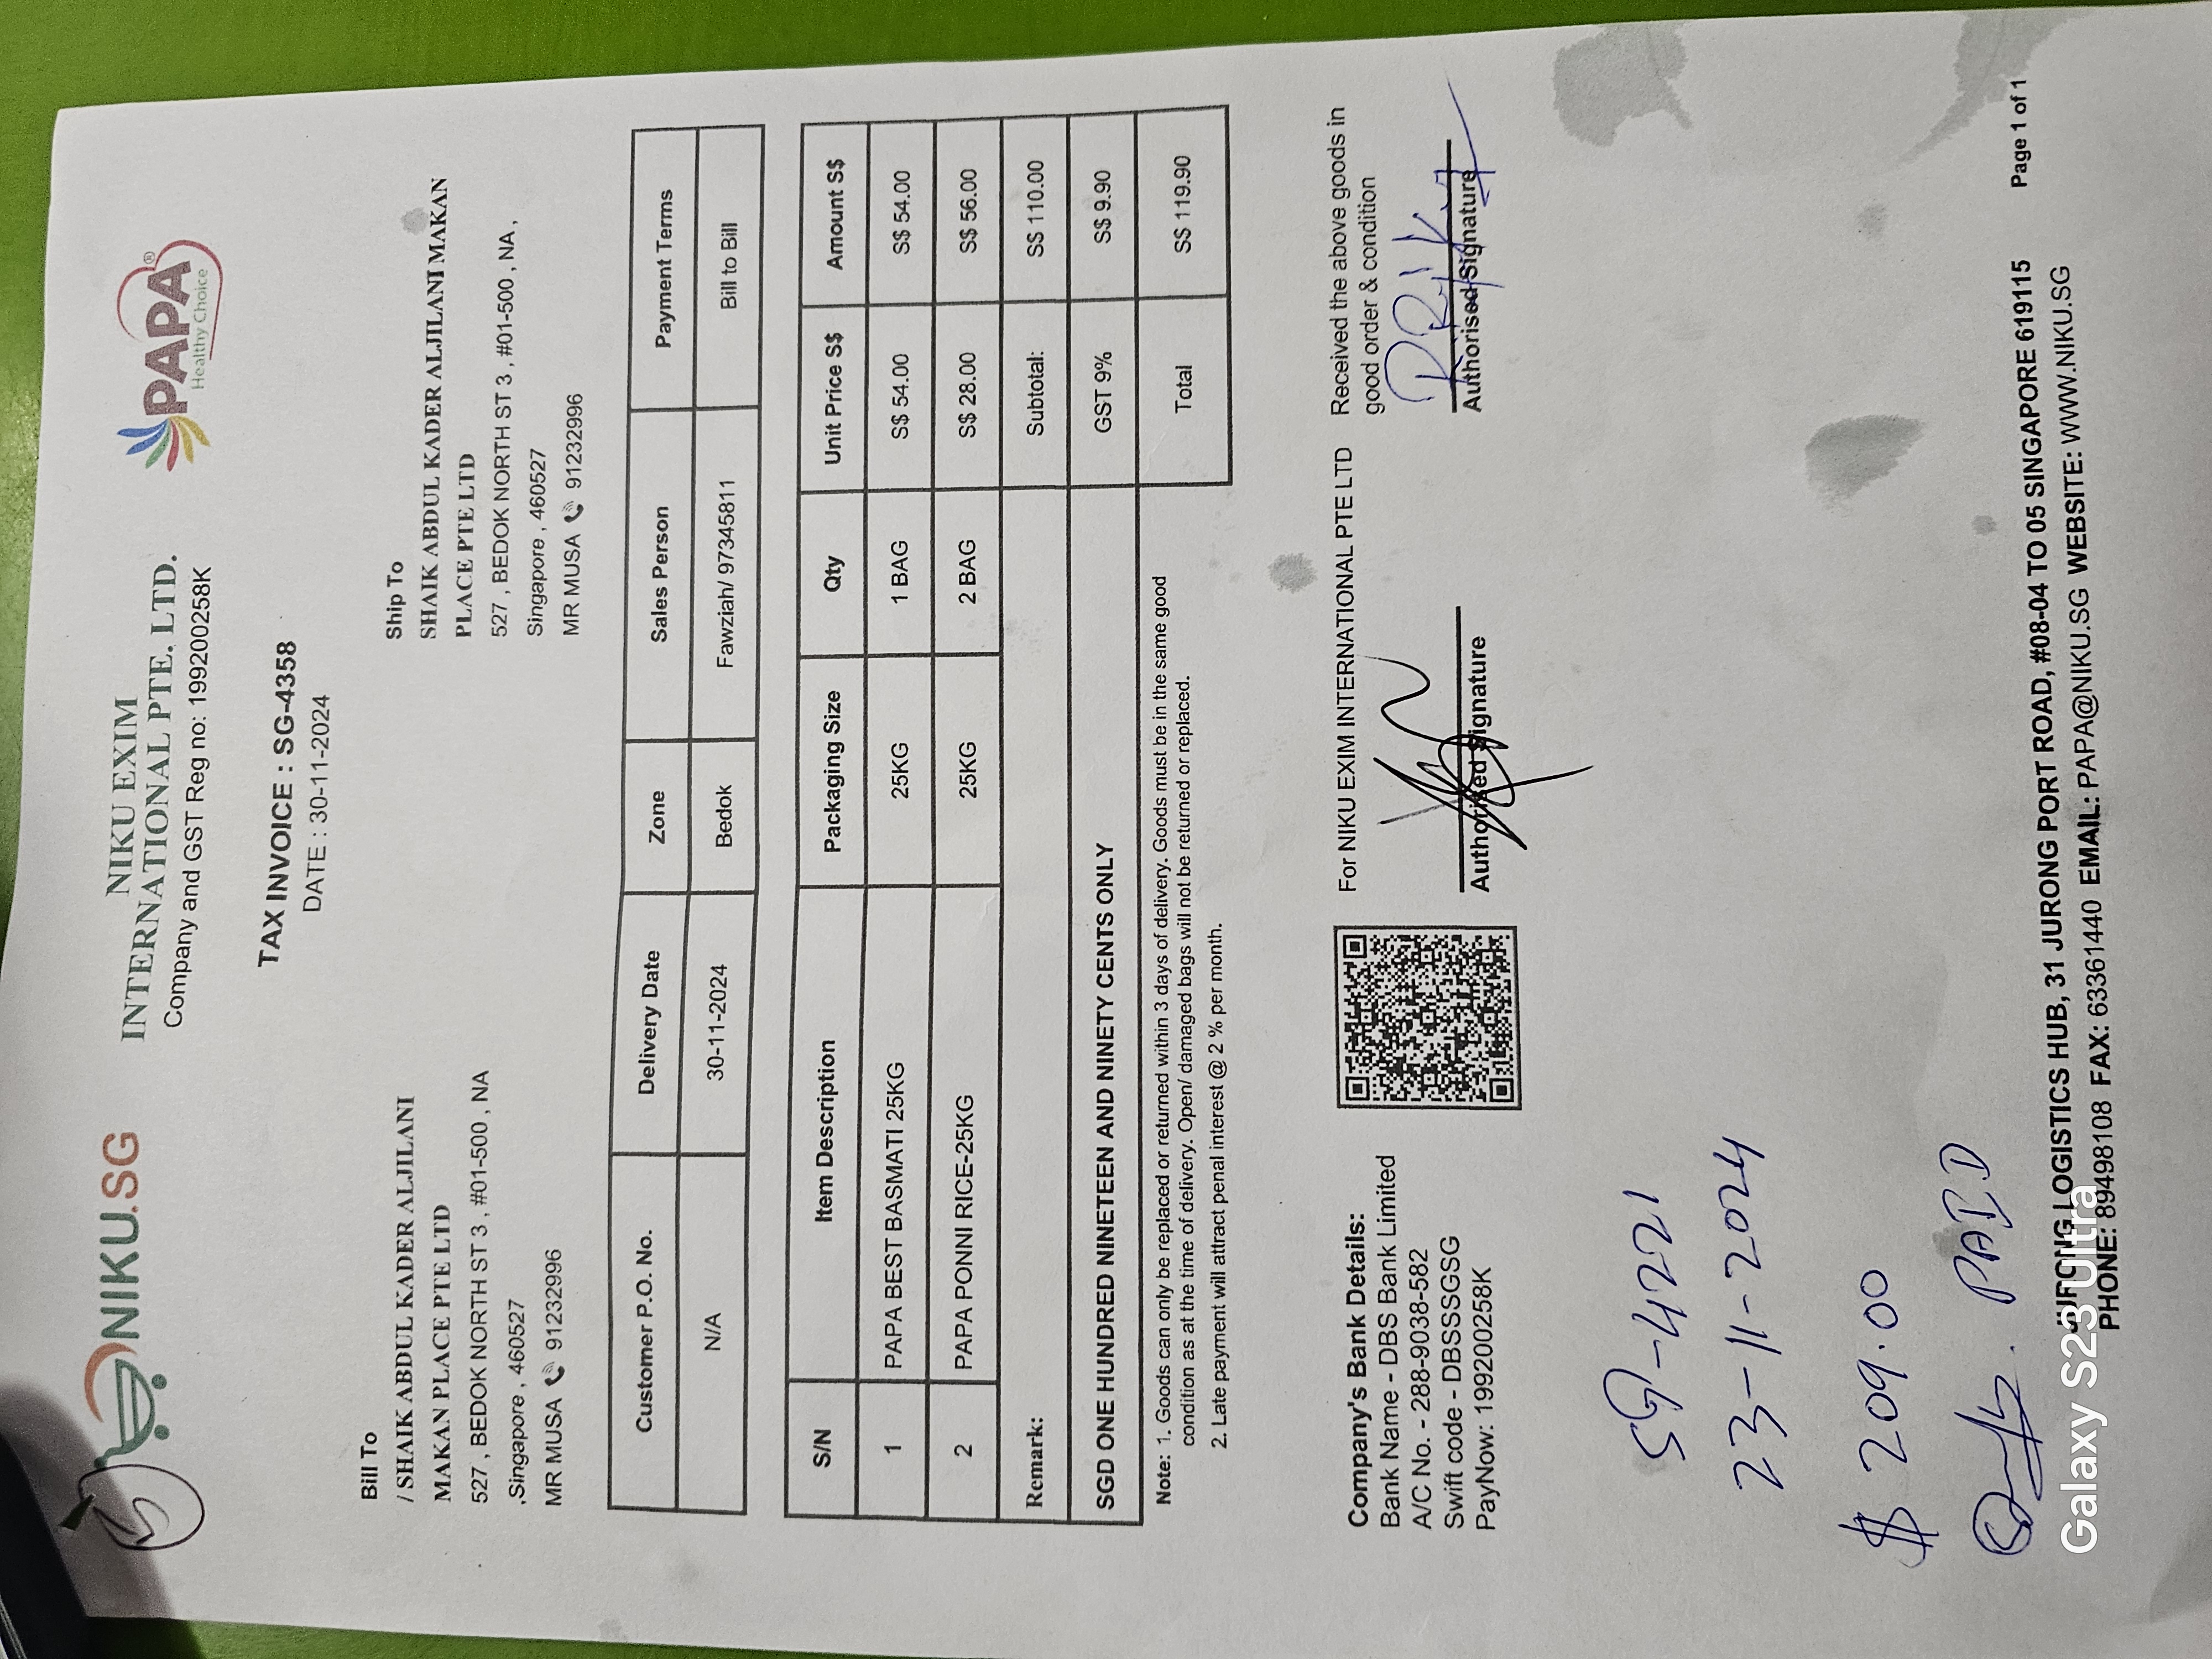 NIKU.SG
NIKU EXIM
INTERNATIONAL PTE. LTD.
Company and GST Reg no: 199200258K
PAPA®
Healthy Choice
5
TAX INVOICE : SG-4358
DATE : 30-11-2024
Bill To
/ SHAIK ABDUL KADER ALJILANI
MAKAN PLACE PTE LTD
527 , BEDOK NORTH ST 3 , #01-500 , NA
,Singapore , 460527
MR MUSA 91232996
Ship To
SHAIK ABDUL KADER ALJILANI MAKAN
PLACE PTE LTD
527 , BEDOK NORTH ST 3 , #01-500 , NA ,
Singapore , 460527
MR MUSA 91232996
Customer P.O. No. Delivery Date Zone Sales Person Payment Terms
N/A 30-11-2024 Bedok Fawziah/ 97345811 Bill to Bill
S/N Item Description Packaging Size Qty Unit Price S$ Amount S$
1 PAPA BEST BASMATI 25KG 25KG 1 BAG S$ 54.00 S$ 54.00
2 PAPA PONNI RICE-25KG 25KG 2 BAG S$ 28.00 S$ 56.00
Remark: Subtotal: S$ 110.00
SGD ONE HUNDRED NINETEEN AND NINETY CENTS ONLY GST 9% S$ 9.90
Total S$ 119.90
Note: 1. Goods can only be replaced or returned within 3 days of delivery. Goods must be in the same good
condition as at the time of delivery. Open/ damaged bags will not be returned or replaced.
2. Late payment will attract penal interest @ 2 % per month.
Company's Bank Details:
Bank Name - DBS Bank Limited
A/C No. - 288-9038-582
Swift code - DBSSSGSG
PayNow: 199200258K
For NIKU EXIM INTERNATIONAL PTE LTD
Authorised Signature
Received the above goods in
good order & condition
Authorised Signature
SG-4221
23-11-2024
$ 209.00
PAID
JURONG LOGISTICS HUB, 31 JURONG PORT ROAD, #08-04 TO 05 SINGAPORE 619115
PHONE: 89498108 FAX: 63361440 EMAIL: PAPA@NIKU.SG WEBSITE: WWW.NIKU.SG
Page 1 of 1
Galaxy S23 Ultra